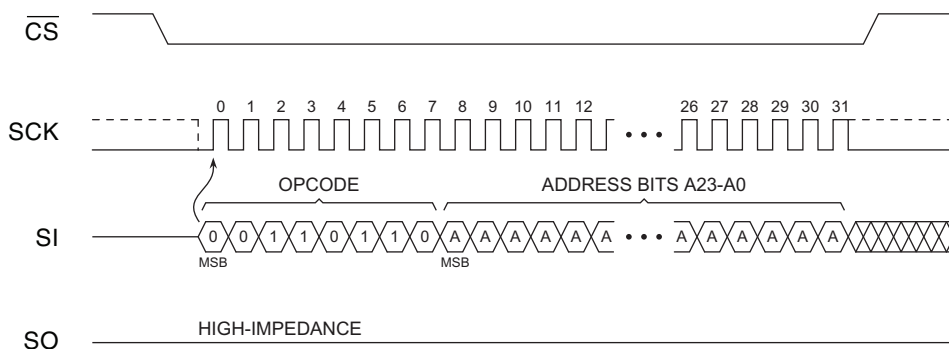 CS
0 1 2 3 4 5 6 7 8 9 10 11 12 26 27 28 29 30 31
SCK
OPCODE ADDRESS BITS A23-A0
SI 0 0 1 1 0 1 1 0 A A A A A A • • • A A A A A A
MSB MSB
HIGH-IMPEDANCE
SO